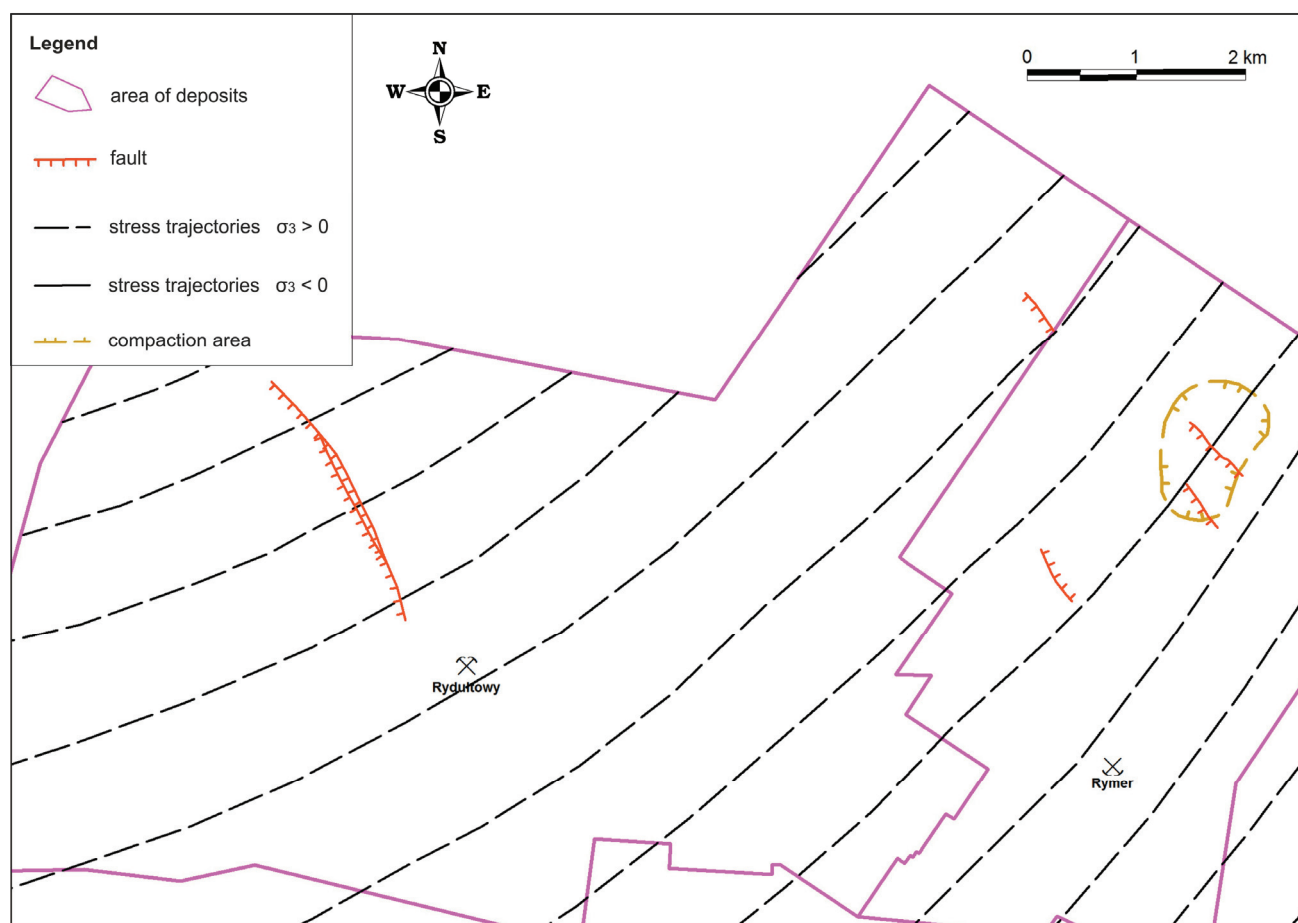 Legend
area of deposits
fault
stress trajectories σ3 > 0
stress trajectories σ3 < 0
compaction area
N
W E
S
0 1 2 km
Rydułtowy
Rymer